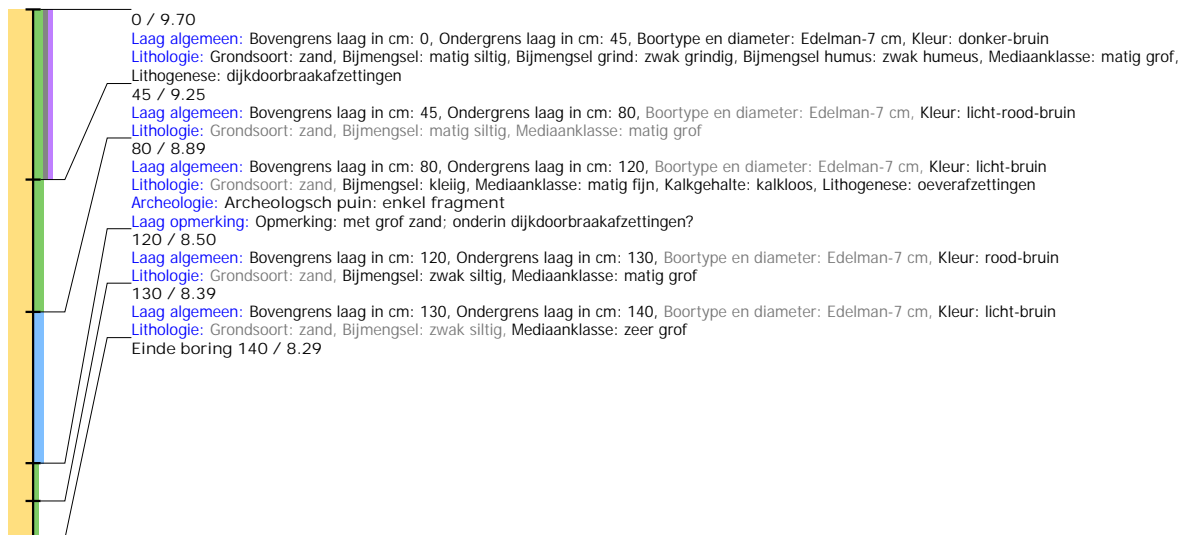 0 / 9.70
Laag algemeen: Bovengrens laag in cm: 0, Ondergrens laag in cm: 45, Boortype en diameter: Edelman-7 cm, Kleur: donker-bruin
Lithologie: Grondsoort: zand, Bijmengsel: matig siltig, Bijmengsel grind: zwak grindig, Bijmengsel humus: zwak humeus, Mediaanklasse: matig grof,
Lithogenese: dijkdoorbraakafzettingen
45 / 9.25
Laag algemeen: Bovengrens laag in cm: 45, Ondergrens laag in cm: 80, Boortype en diameter: Edelman-7 cm, Kleur: licht-rood-bruin
Lithologie: Grondsoort: zand, Bijmengsel: matig siltig, Mediaanklasse: matig grof
80 / 8.89
Laag algemeen: Bovengrens laag in cm: 80, Ondergrens laag in cm: 120, Boortype en diameter: Edelman-7 cm, Kleur: licht-bruin
Lithologie: Grondsoort: zand, Bijmengsel: kleiig, Mediaanklasse: matig fijn, Kalkgehalte: kalkloos, Lithogenese: oeverafzettingen
Archeologie: Archeologsch puin: enkel fragment
Laag opmerking: Opmerking: met grof zand; onderin dijkdoorbraakafzettingen?
120 / 8.50
Laag algemeen: Bovengrens laag in cm: 120, Ondergrens laag in cm: 130, Boortype en diameter: Edelman-7 cm, Kleur: rood-bruin
Lithologie: Grondsoort: zand, Bijmengsel: zwak siltig, Mediaanklasse: matig grof
130 / 8.39
Laag algemeen: Bovengrens laag in cm: 130, Ondergrens laag in cm: 140, Boortype en diameter: Edelman-7 cm, Kleur: licht-bruin
Lithologie: Grondsoort: zand, Bijmengsel: zwak siltig, Mediaanklasse: zeer grof
Einde boring 140 / 8.29